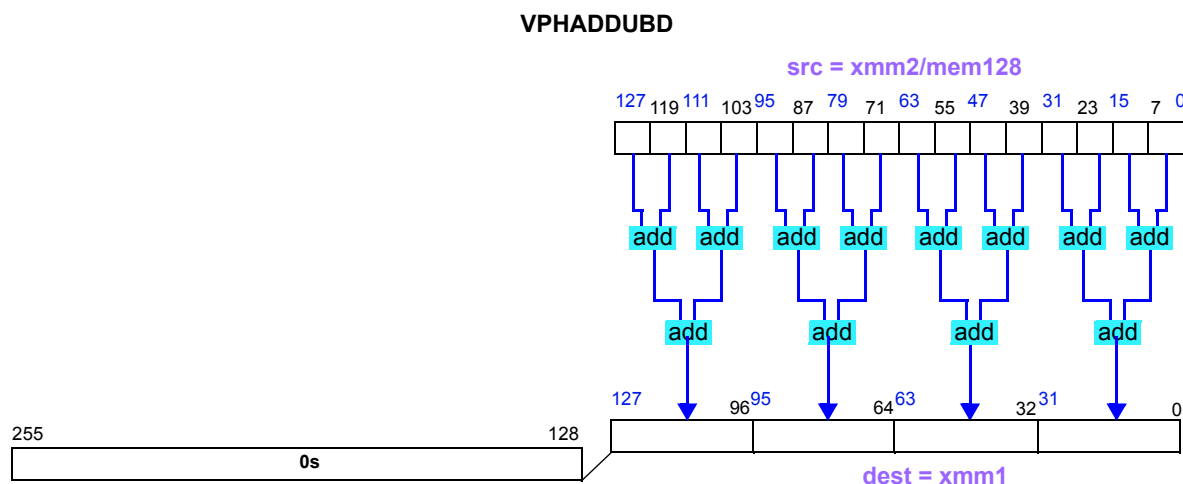 VPHADDUBD
src = xmm2/mem128
127 119 111 103 95 87 79 71 63 55 47 39 31 23 15 7 0
add add add add add add add add
add add add add
127 96 95 64 63 32 31 0
255 128
0s
dest = xmm1